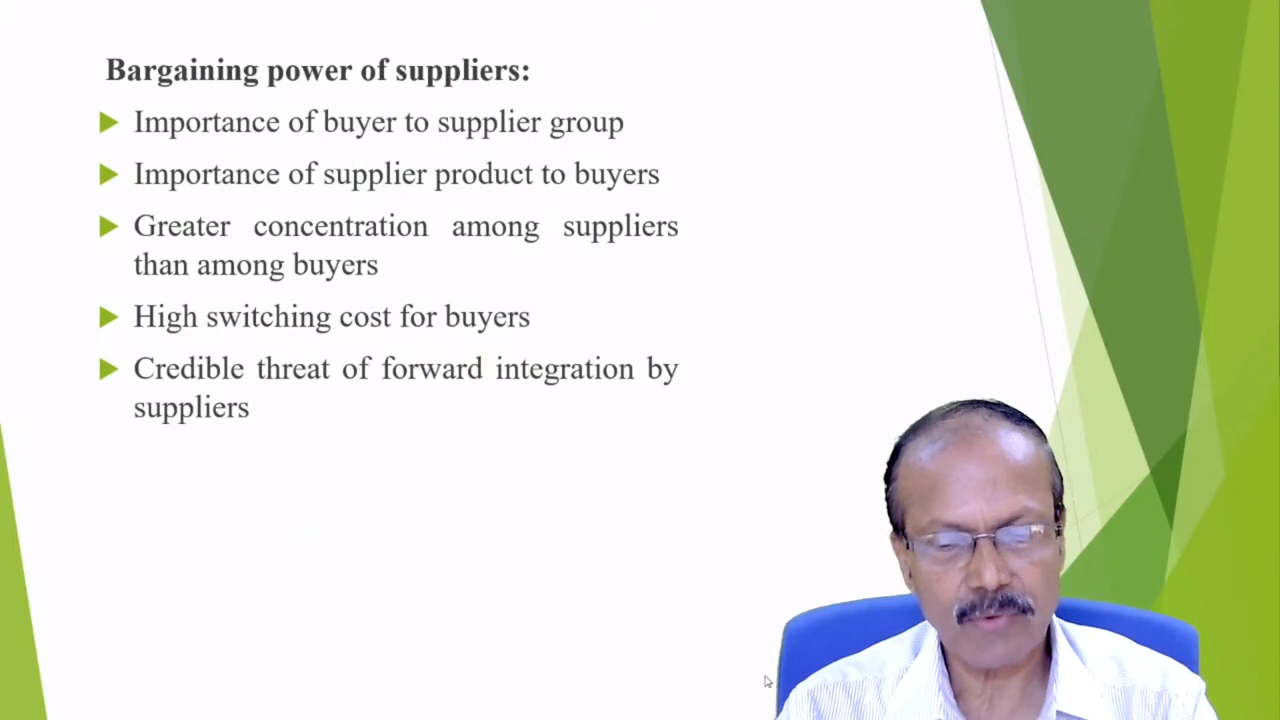 Bargaining power of suppliers:
Importance of buyer to supplier group
Importance of supplier product to buyers
Greater concentration among suppliers
than among buyers
High switching cost for buyers
Credible threat of forward integration by
suppliers